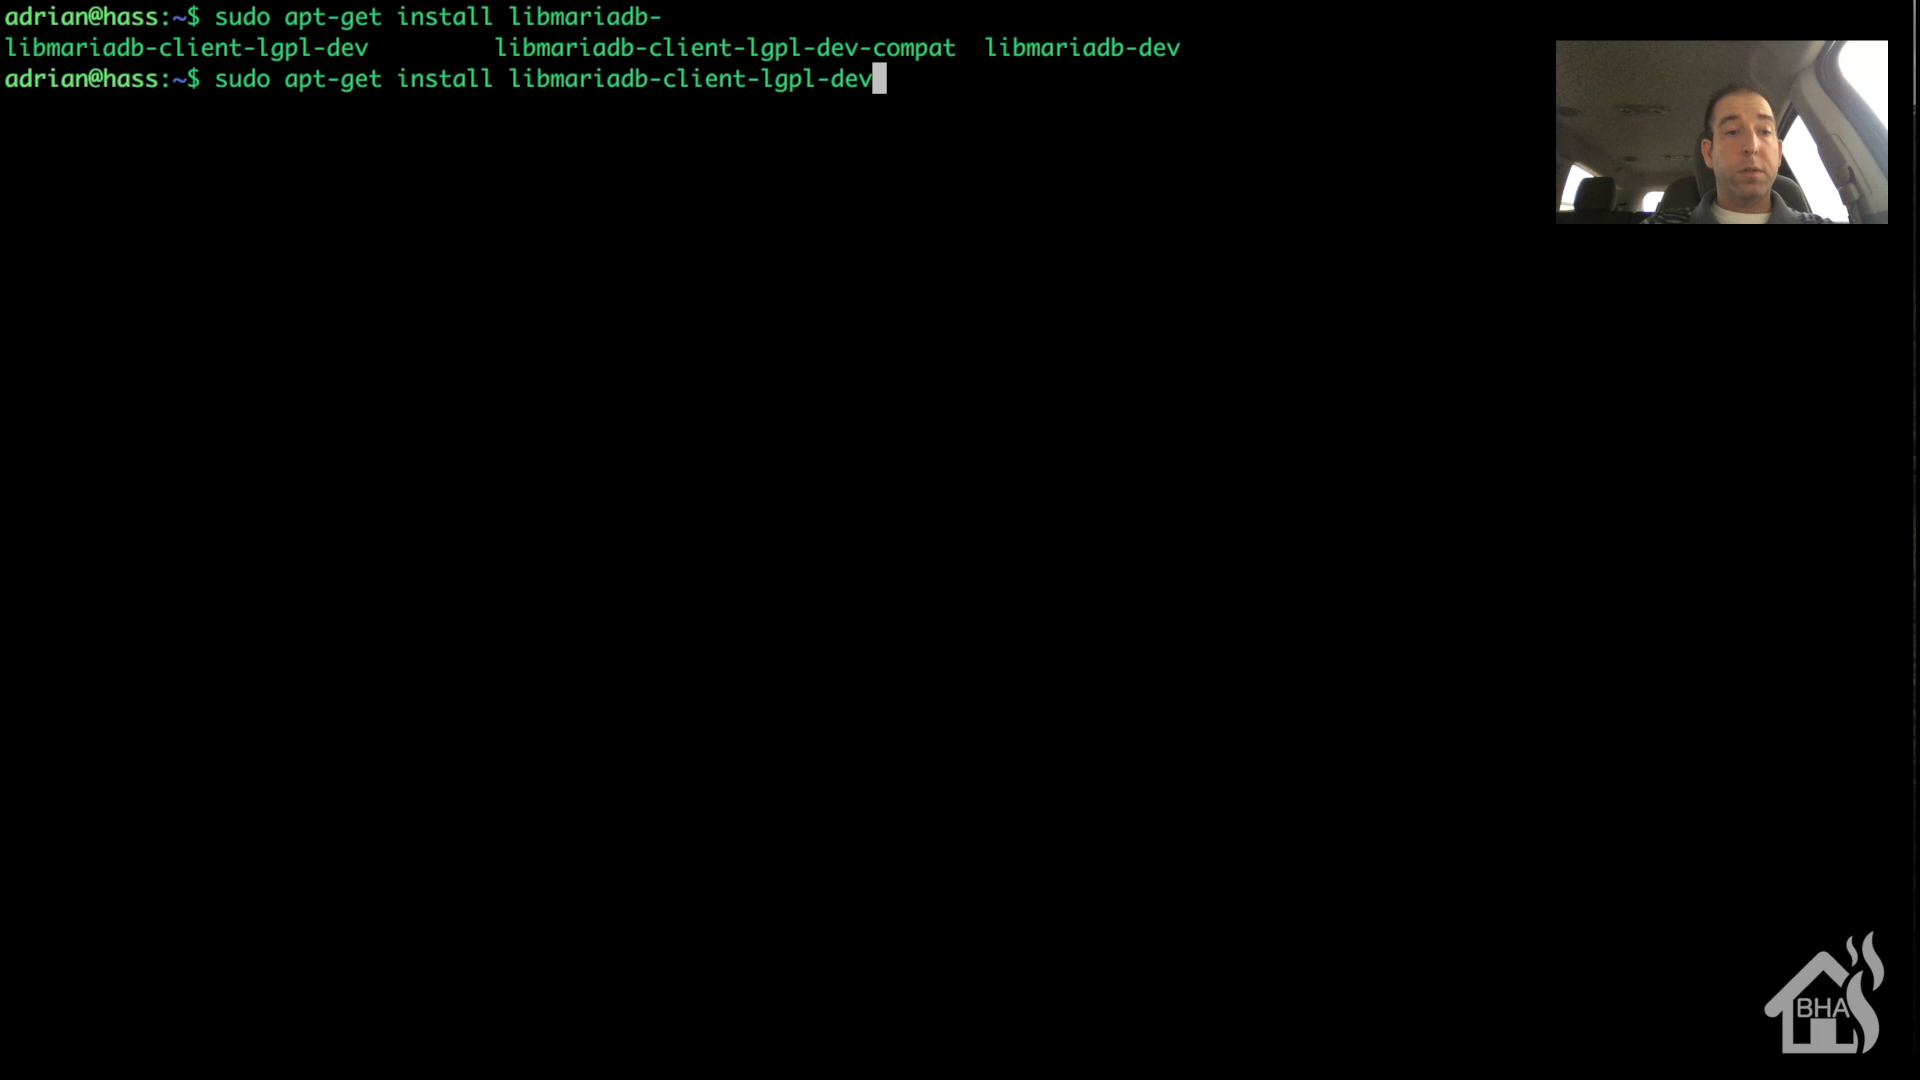 adrian@hass:~$ sudo apt-get install libmariadb-
libmariadb-client-lgpl-dev libmariadb-client-lgpl-dev-compat libmariadb-dev
adrian@hass:~$ sudo apt-get install libmariadb-client-lgpl-dev
BHA